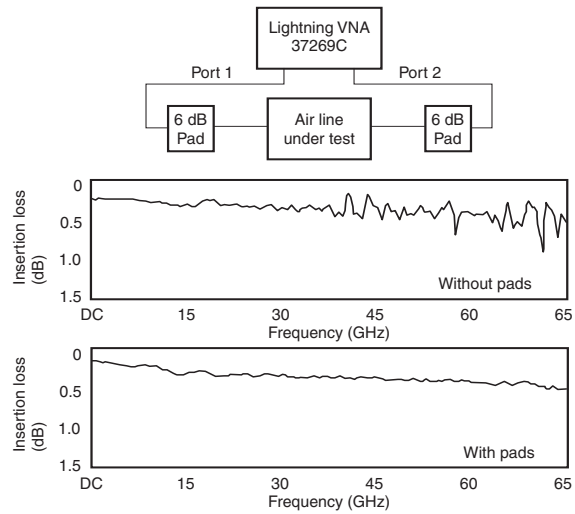 Lightning VNA
37269C
Port 1
Port 2
6 dB
Pad
Air line
under test
6 dB
Pad
Insertion loss
(dB)
0
0.5
1.0
1.5
Without pads
DC
15
30
45
60
65
Frequency (GHz)
Insertion loss
(dB)
0
0.5
1.0
1.5
With pads
DC
15
30
45
60
65
Frequency (GHz)